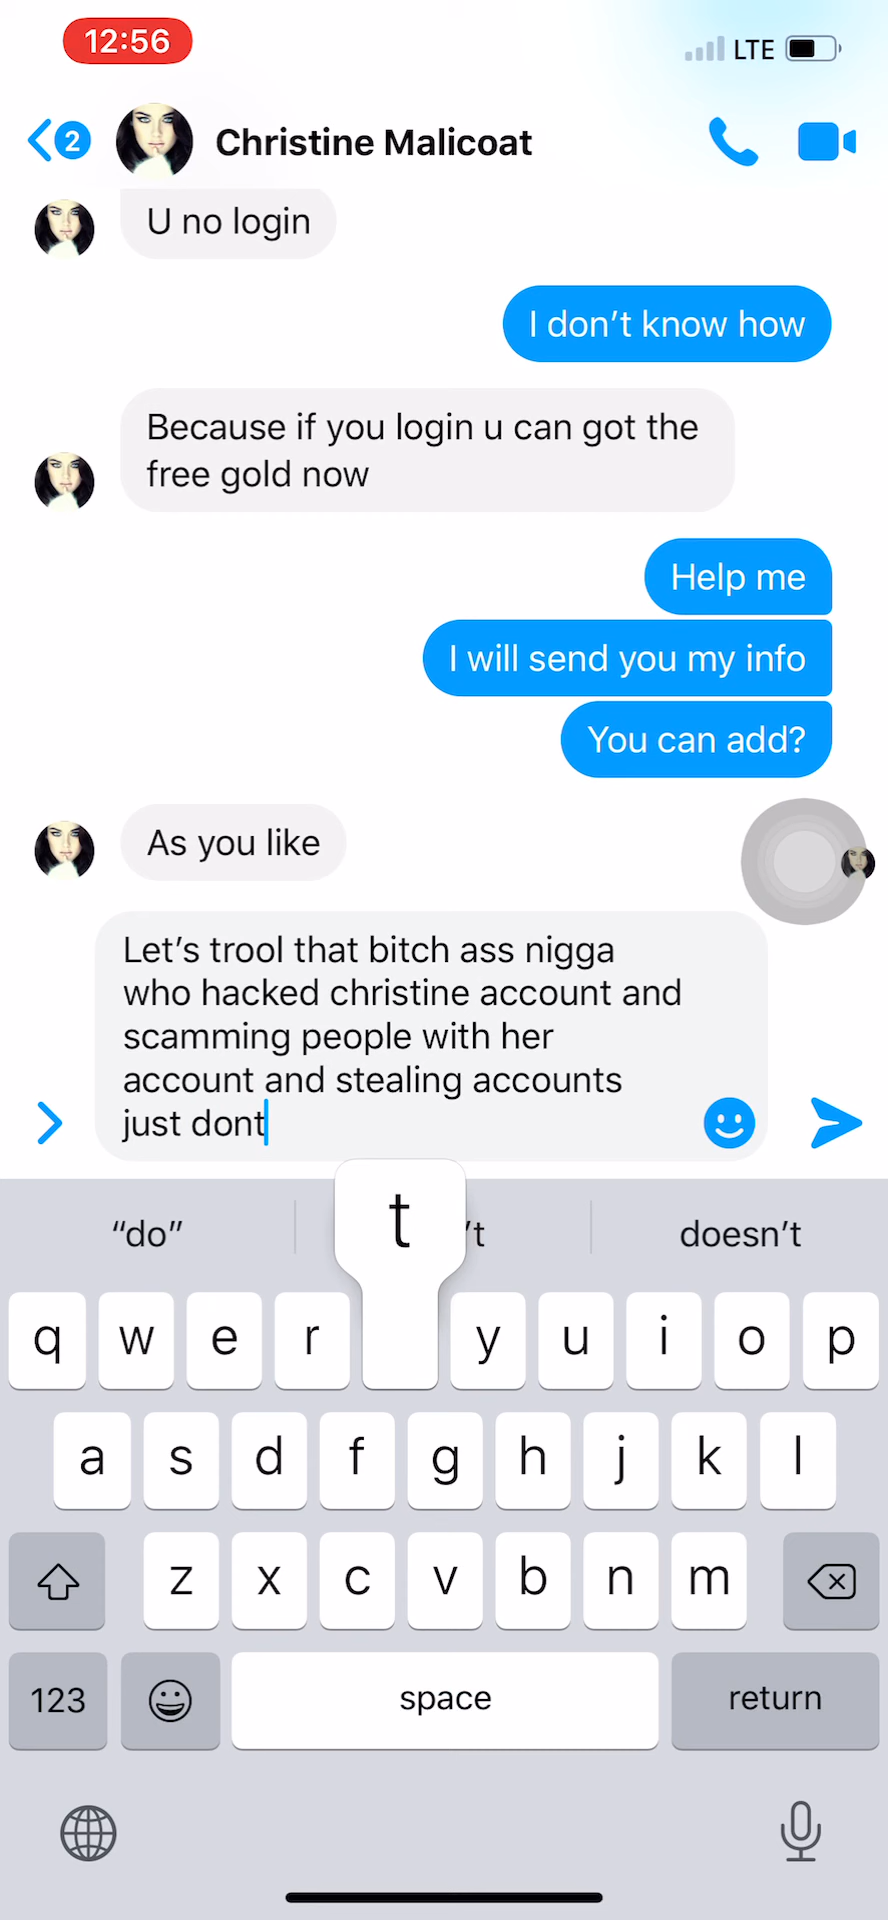 12:56
LTE
2
Christine Malicoat
U no login
I don't know how
Because if you login u can got the
free gold now
Help me
I will send you my info
You can add?
As you like
Let's trool that bitch ass nigga
who hacked christine account and
scamming people with her
account and stealing accounts
just dont
"do"
't
doesn't
t
q w e r y u i o p
a s d f g h j k l
z x c v b n m
123
space
return